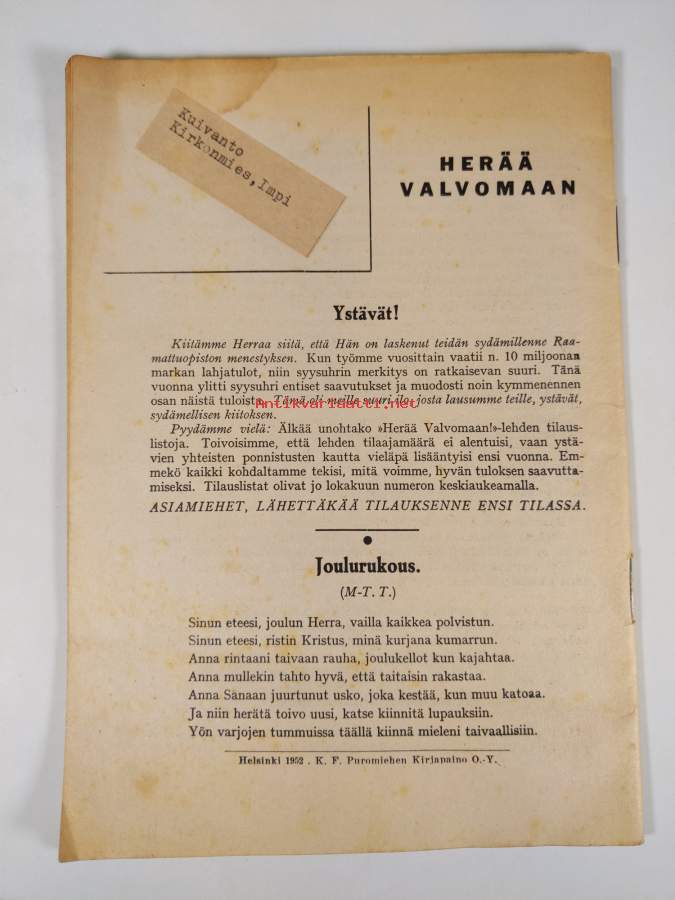 Kuivanto
Kirkonmies, Impi
HERÄÄ
VALVOMAAN
Ystävät!
Kiitämme Herraa siitä, että Hän on laskenut teidän sydämillenne Raa-
mattuopiston menestyksen. Kun työmme vuosittain vaatii n. 10 miljoonan
markan lahjatulot, niin syysuhrin merkitys on ratkaisevan suuri. Tänä
vuonna ylitti syysuhri entiset saavutukset ja muodosti noin kymmenennen
osan näistä tuloista. Tämä oli meille suuri ilo, josta lausumme teille, ystävät,
sydämellisen kiitoksen.
Pyydämme vielä: Älkää unohtako »Herää Valvomaan!»-lehden tilaus-
listoja. Toivoisimme, että lehden tilaajamäärä ei alentuisi, vaan ystä-
vien yhteisten ponnistusten kautta vieläpä lisääntyisi ensi vuonna. Em-
mekö kaikki kohdaltamme tekisi, mitä voimme, hyvän tuloksen saavutta-
miseksi. Tilauslistat olivat jo lokakuun numeron keskiaukeamalla.
ASIAMIEHET, LÄHETTÄKÄÄ TILAUKSENNE ENSI TILASSA.
Joulurukous.
(M-T. T.)
Sinun eteesi, joulun Herra, vailla kaikkea polvistun.
Sinun eteesi, ristin Kristus, minä kurjana kumarrun.
Anna rintaani taivaan rauha, joulukellot kun kajahtaa.
Anna mullekin tahto hyvä, että taitaisin rakastaa.
Anna Sanaan juurtunut usko, joka kestää, kun muu katoaa.
Ja niin herätä toivo uusi, katse kiinnitä lupauksiin.
Yön varjojen tummuissa täällä kiinnä mieleni taivaallisiin.
Helsinki 1952 . K. F. Puromiehen Kirjapaino O.-Y.
Antikvariaatti.net